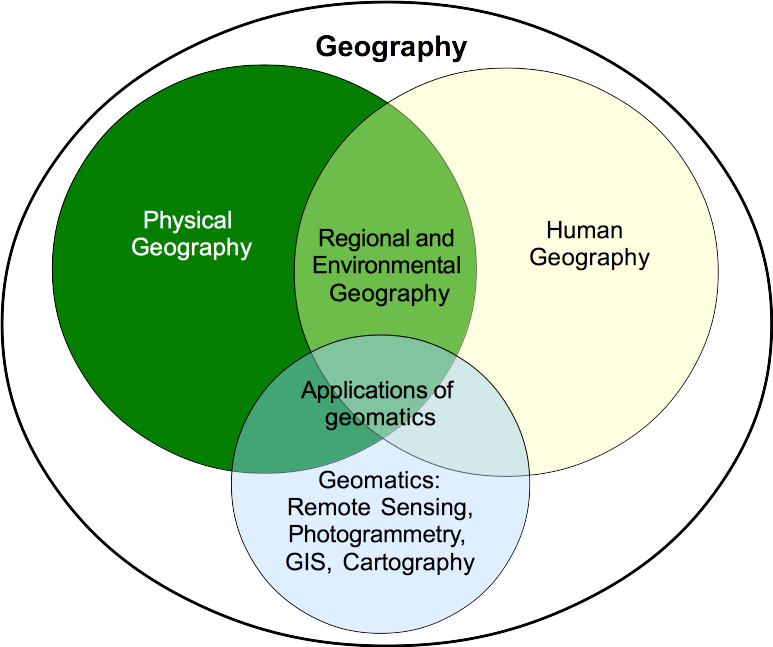 Geography
Physical
Geography
Regional and
Environmental
Geography
Human
Geography
Applications of
geomatics
Geomatics:
Remote Sensing,
Photogrammetry,
GIS, Cartography